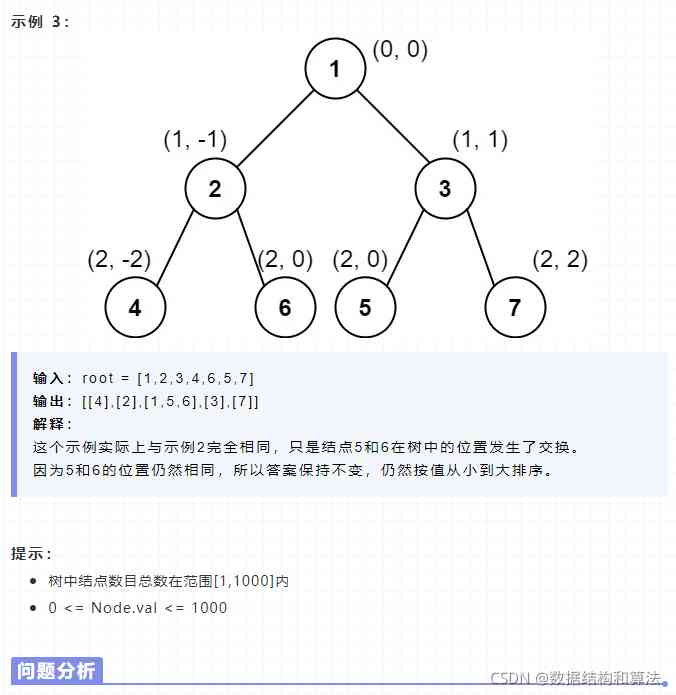 示例 3：
1
(0, 0)
(1, -1)
(1, 1)
2
3
(2, -2)
(2, 0)
(2, 0)
(2, 2)
4
6
5
7
输入：root = [1,2,3,4,6,5,7]
输出：[[4],[2],[1,5,6],[3],[7]]
解释：
这个示例实际上与示例2完全相同，只是结点5和6在树中的位置发生了交换。
因为5和6的位置仍然相同，所以答案保持不变，仍然按值从小到大排序。
提示：
• 树中结点数目总数在范围[1,1000]内
• 0 <= Node.val <= 1000
问题分析
CSDN @数据结构和算法